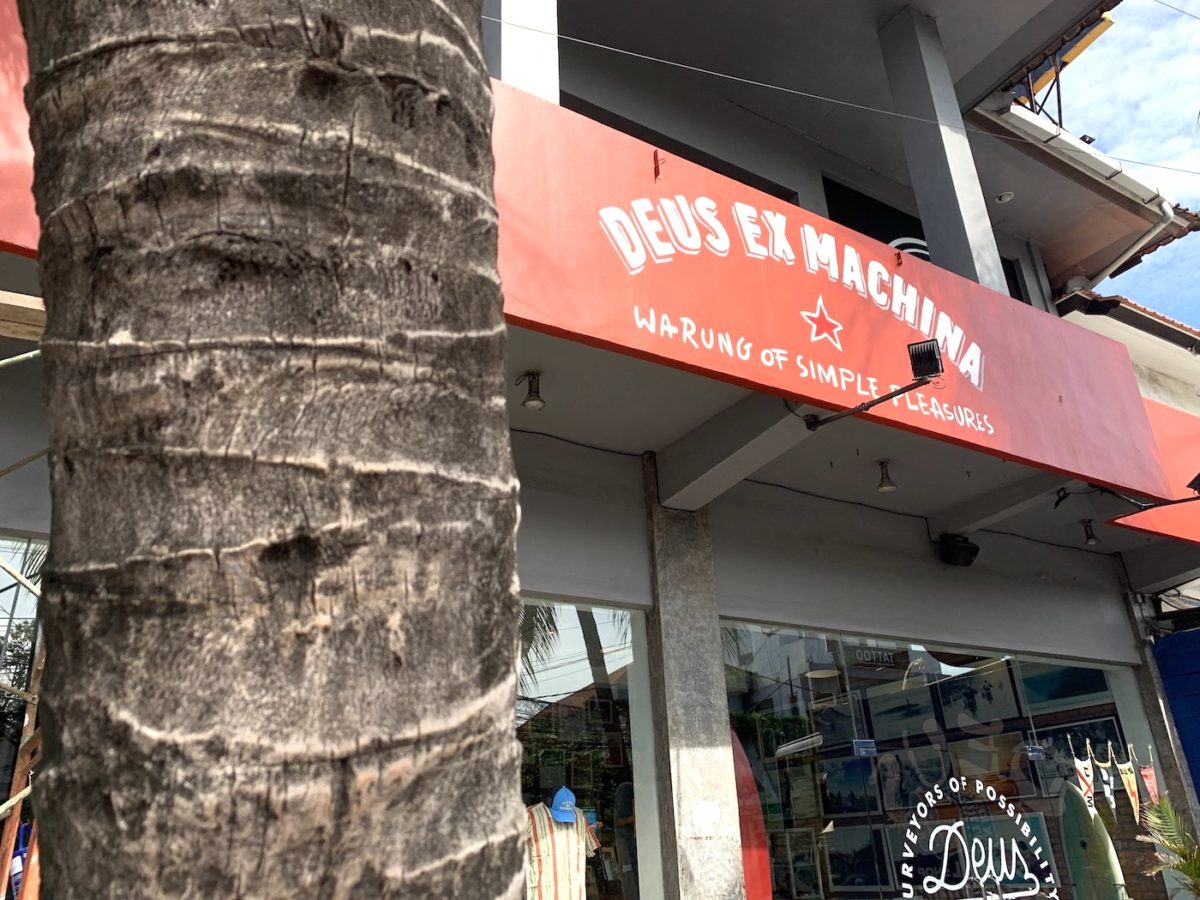 DEUS EX MACHINA
WARUNG OF SIMPLE PLEASURES
TATTOO
URVEYORS OF POSSIBILITY
Deus